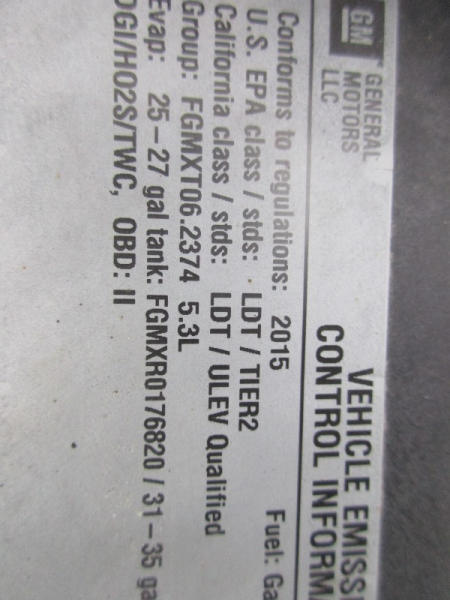 GM
GENERAL
MOTORS
LLC
VEHICLE EMISSI
CONTROL INFORM
Conforms to regulations: 2015 Fuel: Ga
U.S. EPA class / stds: LDT / TIER2
California class / stds: LDT / ULEV Qualified
Group: FGMXT06.2374 5.3L
Evap: 25-27 gal tank: FGMXR0176820 / 31-35 ga
DGI/HO2S/TWC, OBD: II